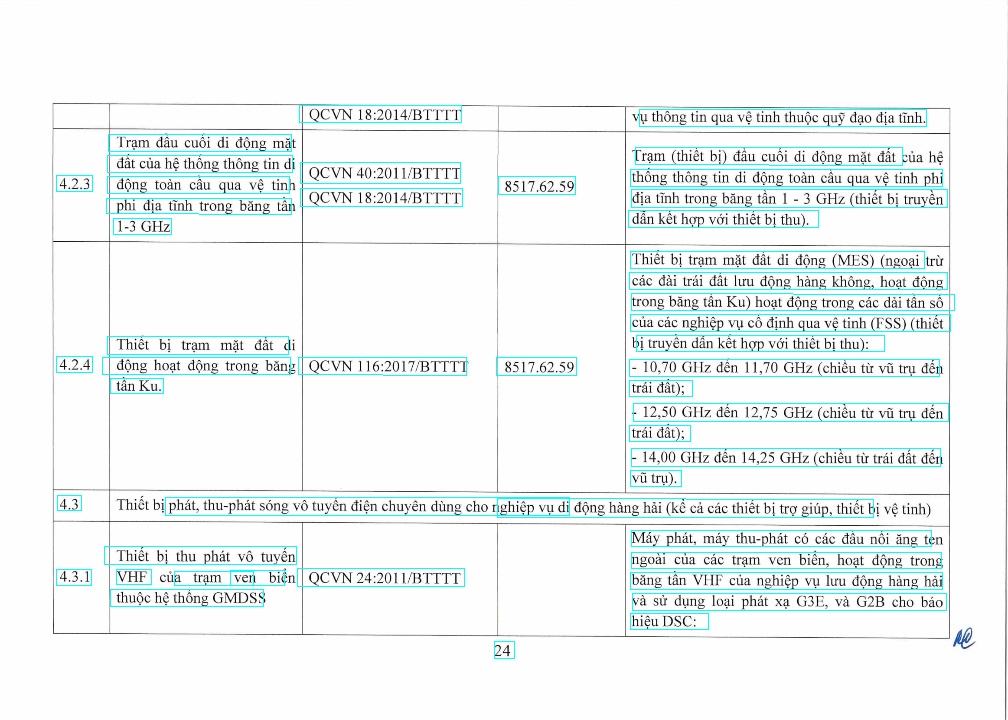 QCVN 18:2014/BTTTT
vụ thông tin qua vệ tinh thuộc quỹ đạo địa tĩnh.
4.2.3
Trạm đầu cuối di động mặt
đất của hệ thống thông tin di
động toàn cầu qua vệ tinh
phi địa tĩnh trong băng tần
1-3 GHz
QCVN 40:2011/BTTTT
QCVN 18:2014/BTTTT
8517.62.59
Trạm (thiết bị) đầu cuối di động mặt đất của hệ
thống thông tin di động toàn cầu qua vệ tinh phi
địa tĩnh trong băng tần 1 - 3 GHz (thiết bị truyền
dẫn kết hợp với thiết bị thu).
4.2.4
Thiết bị trạm mặt đất di
động hoạt động trong băng
tần Ku.
QCVN 116:2017/BTTTT
8517.62.59
Thiết bị trạm mặt đất di động (MES) (ngoại trừ
các đài trái đất lưu động hàng không, hoạt động
trong băng tần Ku) hoạt động trong các dải tần số
của các nghiệp vụ cố định qua vệ tinh (FSS) (thiết
bị truyền dẫn kết hợp với thiết bị thu):
- 10,70 GHz đến 11,70 GHz (chiều từ vũ trụ đến
trái đất);
- 12,50 GHz đến 12,75 GHz (chiều từ vũ trụ đến
trái đất);
- 14,00 GHz đến 14,25 GHz (chiều từ trái đất đến
vũ trụ).
4.3
Thiết bị phát, thu-phát sóng vô tuyến điện chuyên dùng cho nghiệp vụ di động hàng hải (kể cả các thiết bị trợ giúp, thiết bị vệ tinh)
4.3.1
Thiết bị thu phát vô tuyến
VHF của trạm ven biển
thuộc hệ thống GMDSS
QCVN 24:2011/BTTTT
Máy phát, máy thu-phát có các đầu nối ăng ten
ngoài của các trạm ven biển, hoạt động trong
băng tần VHF của nghiệp vụ lưu động hàng hải
và sử dụng loại phát xạ G3E, và G2B cho báo
hiệu DSC:
24